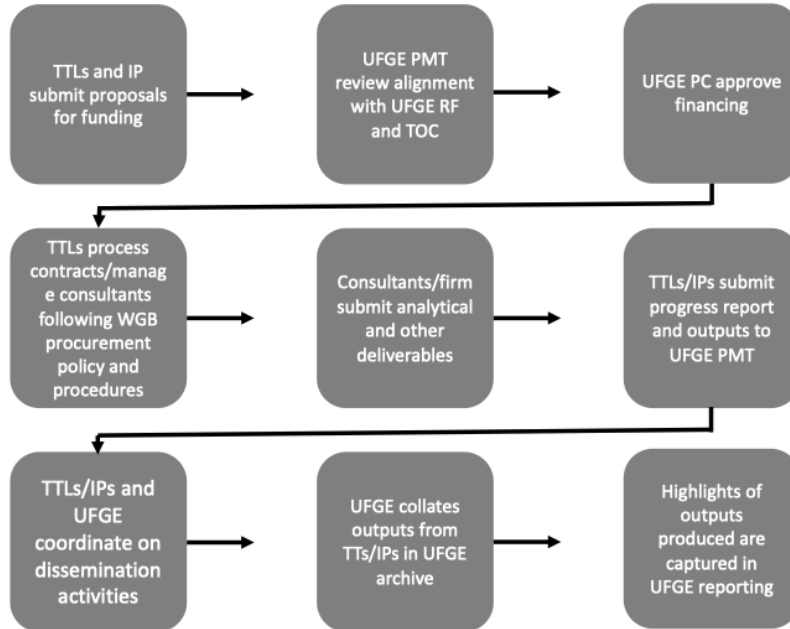 TTLs and IP
submit proposals
for funding
UFGE PMT
review alignment
with UFGE RF
and TOC
UFGE PC approve
financing
TTLs process
contracts/manag
e consultants
following WGB
procurement
policy and
procedures
Consultants/firm
submit analytical
and other
deliverables
TTLs/IPs submit
progress report
and outputs to
UFGE PMT
TTLs/IPs and
UFGE
coordinate on
dissemination
activities
UFGE collates
outputs from
TTs/IPs in UFGE
archive
Highlights of
outputs
produced are
captured in
UFGE reporting